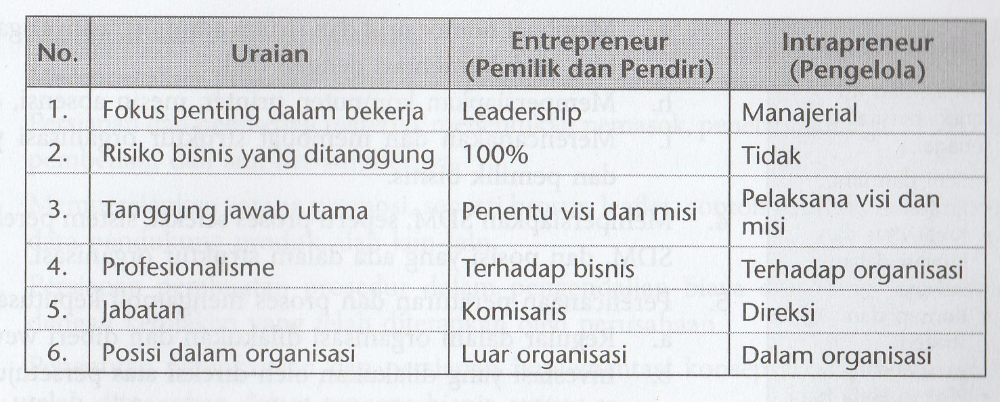 No. Uraian Entrepreneur (Pemilik dan Pendiri) Intrapreneur (Pengelola)
1. Fokus penting dalam bekerja Leadership Manajerial
2. Risiko bisnis yang ditanggung 100% Tidak
3. Tanggung jawab utama Penentu visi dan misi Pelaksana visi dan misi
4. Profesionalisme Terhadap bisnis Terhadap organisasi
5. Jabatan Komisaris Direksi
6. Posisi dalam organisasi Luar organisasi Dalam organisasi